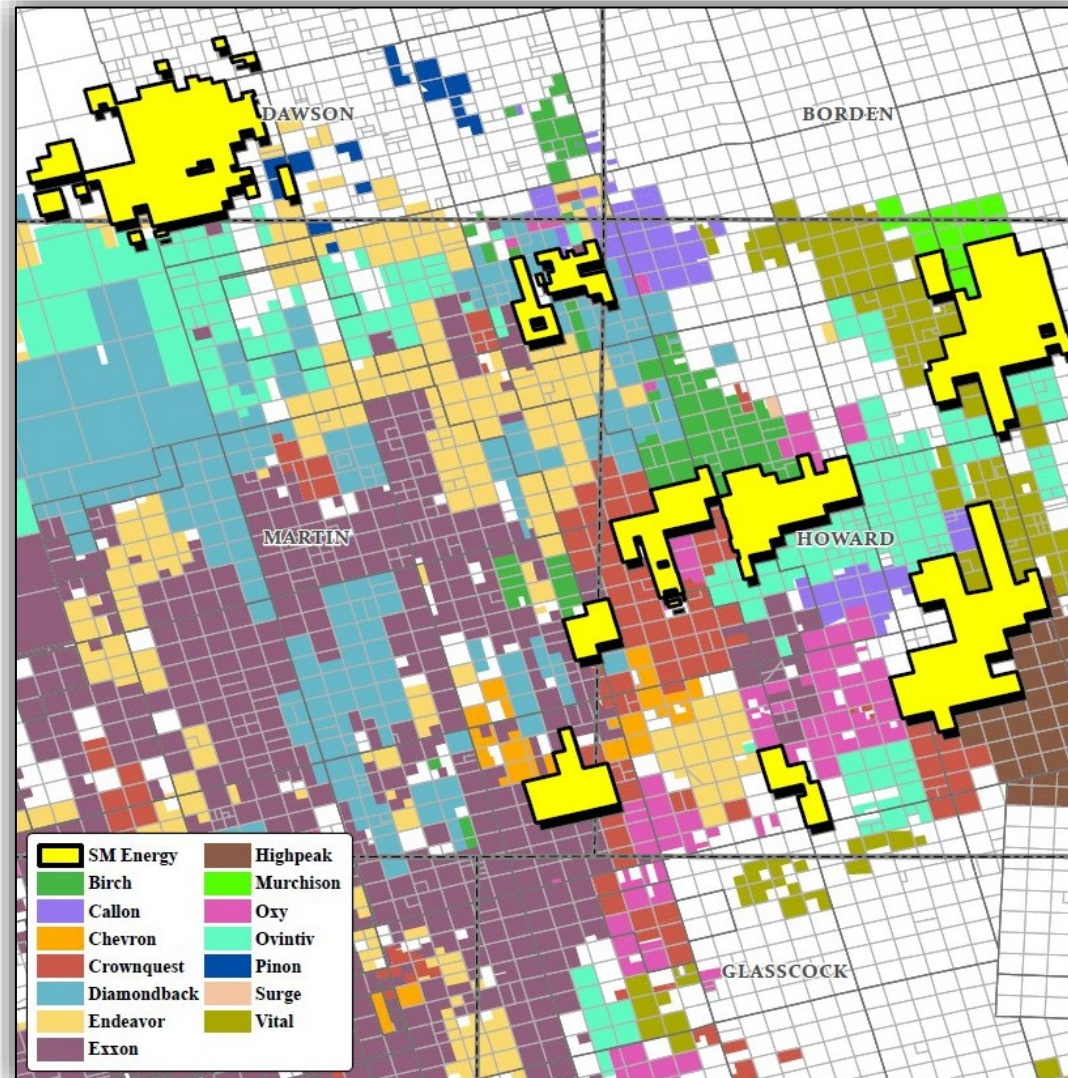 DAWSON
BORDEN
MARTIN
HOWARD
GLASSCOCK
SM Energy
Birch
Callon
Chevron
Crownquest
Diamondback
Endeavor
Exxon
Highpeak
Murchison
Oxy
Ovintiv
Pinon
Surge
Vital